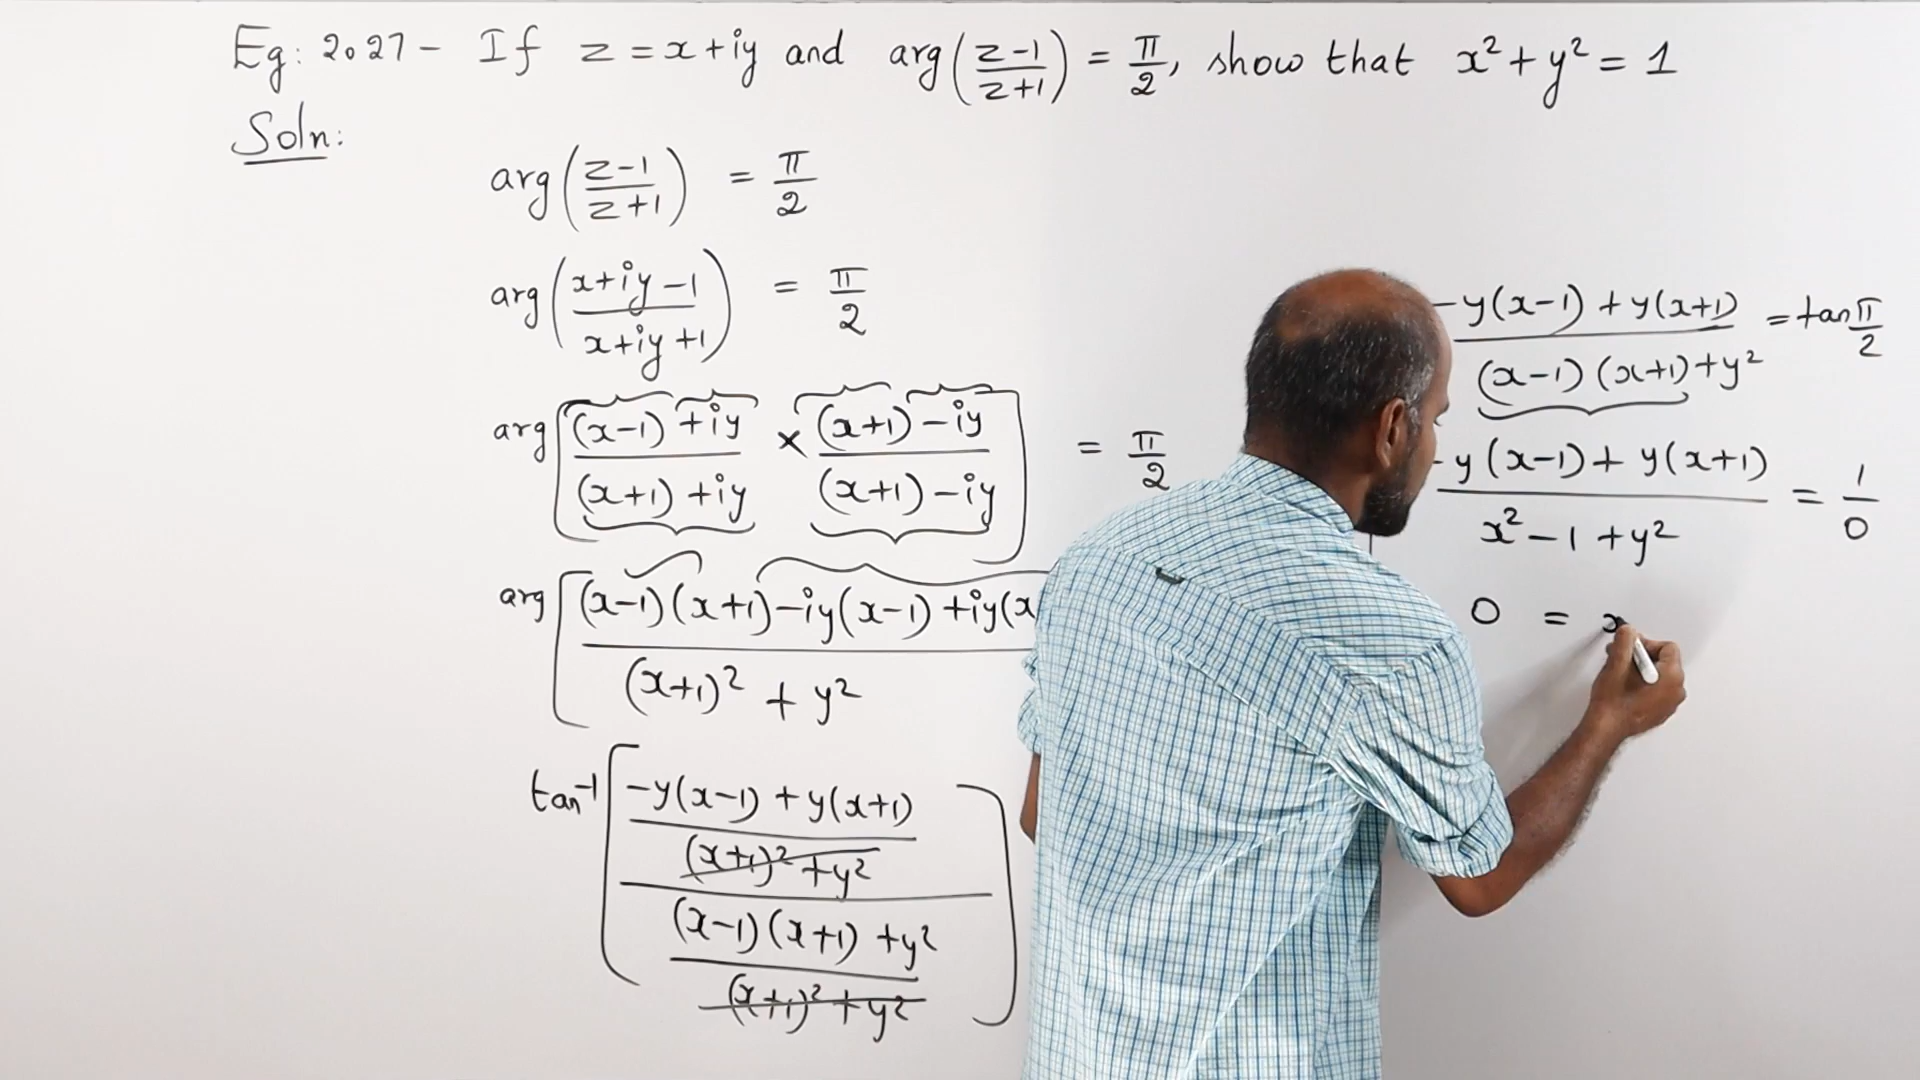 Eg: 2.27 - If z = x+iy and arg((z-1)/(z+1)) = π/2, show that x² + y² = 1
Soln:
arg((z-1)/(z+1)) = π/2
arg((x+iy-1)/(x+iy+1)) = π/2
arg[((x-1)+iy)/((x+1)+iy) × ((x+1)-iy)/((x+1)-iy)] = π/2
arg[(x-1)(x+1)-iy(x-1)+iy(x
(x+1)² + y²
tan⁻¹[((-y(x-1)+y(x+1))/((x+1)²+y²))/(((x-1)(x+1)+y²)/((x+1)²+y²))]
(-y(x-1)+y(x+1))/((x-1)(x+1)+y²) = tan π/2
(-y(x-1)+y(x+1))/(x²-1+y²) = 1/0
0 = x